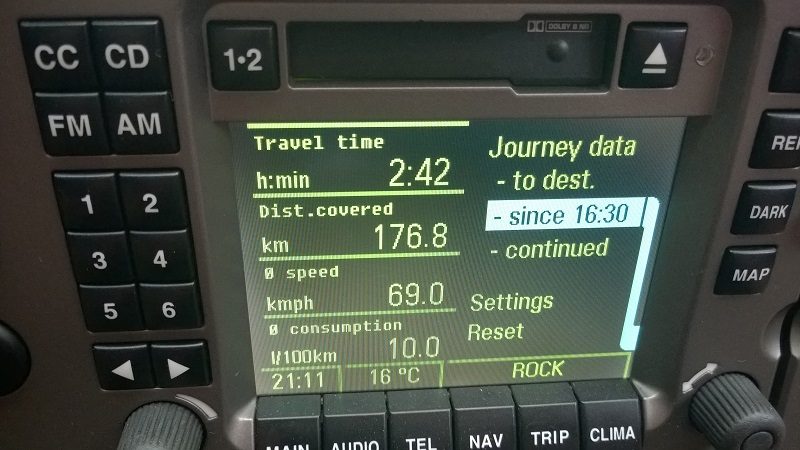 CC CD
FM AM
1•2
DOLBY B NR
1 2
3 4
5 6
Travel time
h:min 2:42
Dist.covered
km 176.8
Ø speed
kmph 69.0
Ø consumption
l/100km 10.0
21:11 16 ºC ROCK
Journey data
- to dest.
- since 16:30
- continued
Settings
Reset
DARK
MAP
MAIN AUDIO TEL NAV TRIP CLIMA